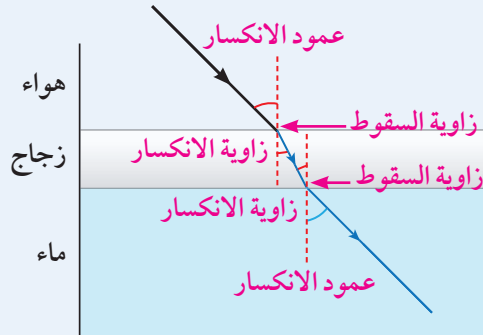 عمود الانكسار
هواء
زاوية السقوط
زاوية الانكسار
زجاج
زاوية السقوط
زاوية الانكسار
ماء
عمود الانكسار